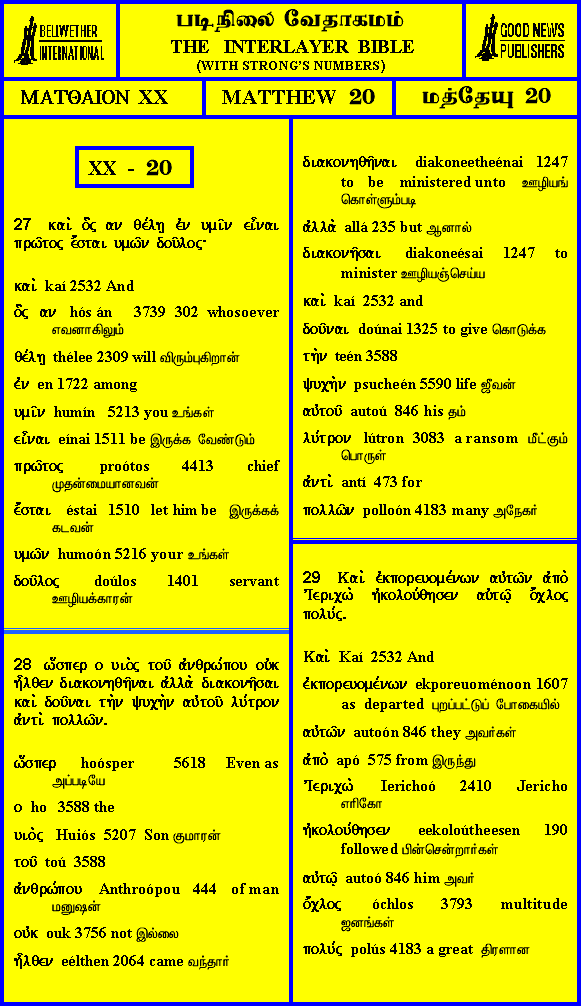 BELLWETHER
INTERNATIONAL
படிநிலை வேதாகமம்
THE INTERLAYER BIBLE
(WITH STRONG'S NUMBERS)
GOOD NEWS
PUBLISHERS
ΜΑΤΘΑΙΟΝ XX
MATTHEW 20
மத்தேயு 20
XX - 20
27 καὶ ὃς αν θέλῃ ἐν υμῖν εἶναι
πρῶτος ἔσται υμῶν δοῦλος·
καὶ kaí 2532 And
ὃς αν hós án 3739 302 whosoever
எவனாகிலும்
θέλῃ thélee 2309 will விரும்புகிறான்
ἐν en 1722 among
υμῖν humín 5213 you உங்கள்
εἶναι eínai 1511 be இருக்க வேண்டும்
πρῶτος proótos 4413 chief
முதன்மையானவன்
ἔσται éstai 1510 let him be இருக்கக்
கடவன்
υμῶν humoón 5216 your உங்கள்
δοῦλος doúlos 1401 servant
ஊழியக்காரன்
28 ὥσπερ ο υιὸς τοῦ ἀνθρώπου οὐκ
ἦλθεν διακονηθῆναι ἀλλὰ διακονῆσαι
καὶ δοῦναι τὴν ψυχὴν αὐτοῦ λύτρον
ἀντὶ πολλῶν.
ὥσπερ hoósper 5618 Even as
அப்படியே
ο ho 3588 the
υιὸς Huiós 5207 Son குமாரன்
τοῦ toú 3588
ἀνθρώπου Anthroópou 444 of man
மனுஷன்
οὐκ ouk 3756 not இல்லை
ἦλθεν eélthen 2064 came வந்தார்
διακονηθῆναι diakoneetheénai 1247
to be ministered unto ஊழியங்
கொள்ளும்படி
ἀλλὰ allá 235 but ஆனால்
διακονῆσαι diakoneésai 1247 to
minister ஊழியஞ்செய்ய
καὶ kaí 2532 and
δοῦναι doúnai 1325 to give கொடுக்க
τὴν teén 3588
ψυχὴν psucheén 5590 life ஜீவன்
αὐτοῦ autoú 846 his தம்
λύτρον lútron 3083 a ransom மீட்கும்
பொருள்
ἀντὶ antí 473 for
πολλῶν polloón 4183 many அநேகர்
29 Καὶ ἐκπορευομένων αὐτῶν ἀπὸ
Ἰεριχὼ ἠκολούθησεν αὐτῷ ὄχλος
πολύς.
Καὶ Kaí 2532 And
ἐκπορευομένων ekporeuoménoon 1607
as departed புறப்பட்டுப் போகையில்
αὐτῶν autoón 846 they அவர்கள்
ἀπὸ apó 575 from இருந்து
Ἰεριχὼ Ierichoó 2410 Jericho
எரிகோ
ἠκολούθησεν eekoloútheesen 190
followed பின்சென்றார்கள்
αὐτῷ autoó 846 him அவர்
ὄχλος óchlos 3793 multitude
ஜனங்கள்
πολύς polús 4183 a great திரளான